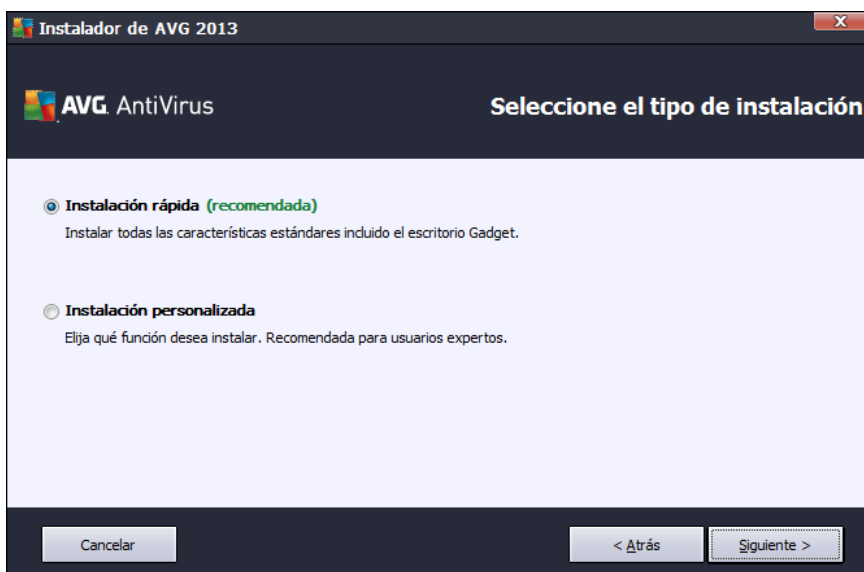 Instalador de AVG 2013
X
AVG. AntiVirus
Seleccione el tipo de instalación
Instalación rápida (recomendada)
Instalar todas las características estándares incluido el escritorio Gadget.
Instalación personalizada
Elija qué función desea instalar. Recomendada para usuarios expertos.
Cancelar
< Atrás
Siguiente >